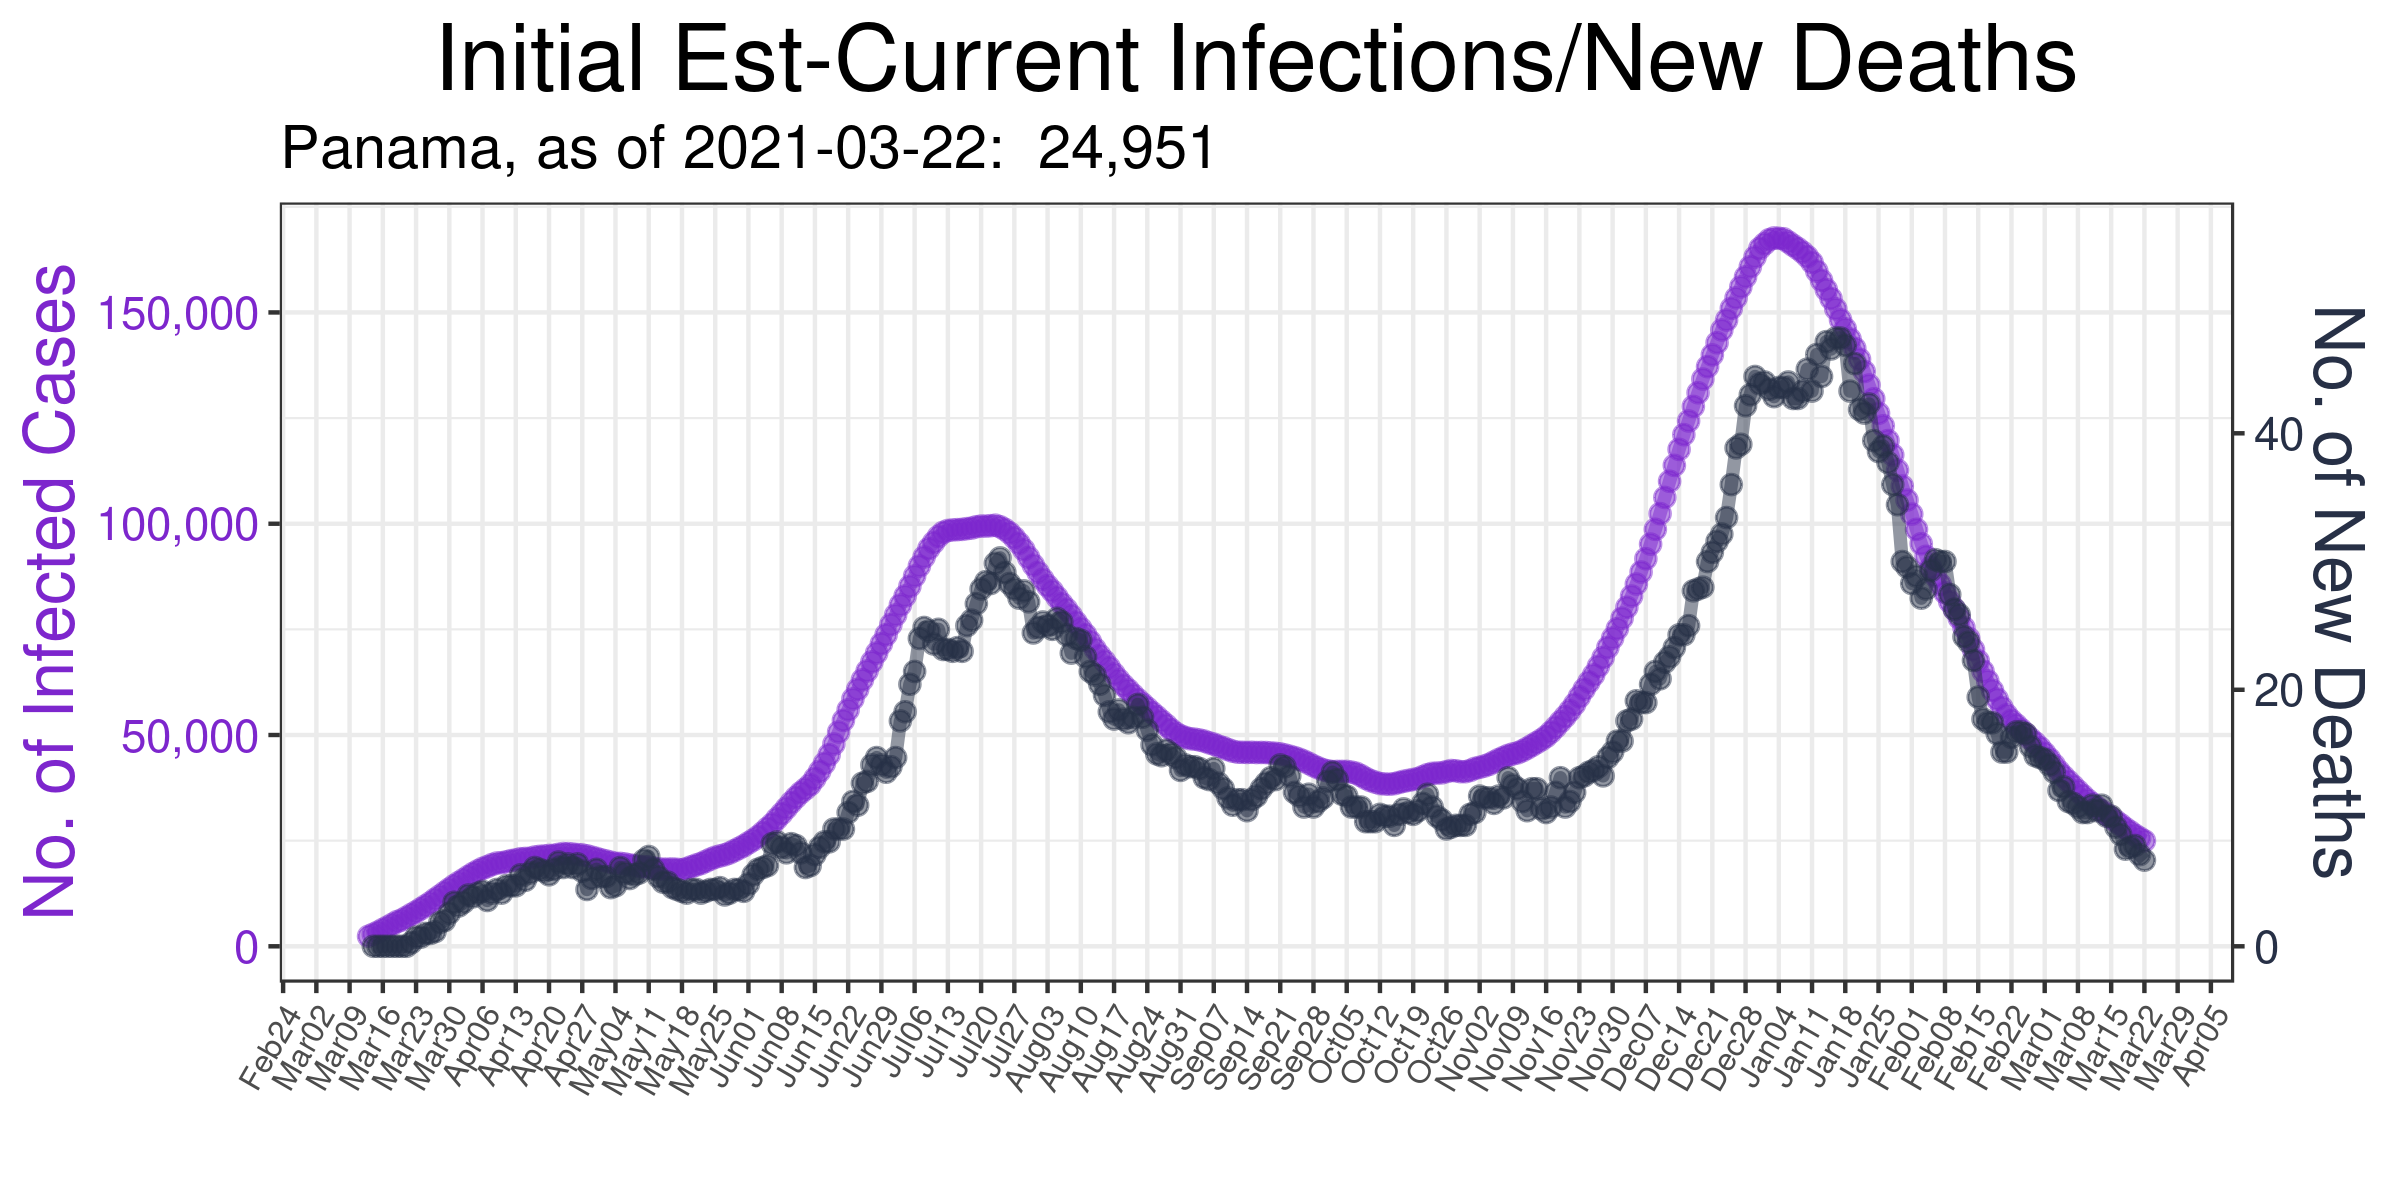 Initial Est-Current Infections/New Deaths
Panama, as of 2021-03-22:  24,951
No. of Infected Cases
150,000
100,000
50,000
0
No. of New Deaths
40
20
0
Feb24
Mar02
Mar09
Mar16
Mar23
Mar30
Apr06
Apr13
Apr20
Apr27
May04
May11
May18
May25
Jun01
Jun08
Jun15
Jun22
Jun29
Jul06
Jul13
Jul20
Jul27
Aug03
Aug10
Aug17
Aug24
Aug31
Sep07
Sep14
Sep21
Sep28
Oct05
Oct12
Oct19
Oct26
Nov02
Nov09
Nov16
Nov23
Nov30
Dec07
Dec14
Dec21
Dec28
Jan04
Jan11
Jan18
Jan25
Feb01
Feb08
Feb15
Feb22
Mar01
Mar08
Mar15
Mar22
Mar29
Apr05